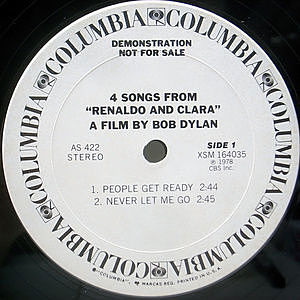 COLUMBIA COLUMBIA COLUMBIA COLUMBIA COLUMBIA COLUMBIA
DEMONSTRATION
NOT FOR SALE
4 SONGS FROM
"RENALDO AND CLARA"
A FILM BY BOB DYLAN
AS 422
STEREO
SIDE 1
XSM 164035
℗ 1978
CBS Inc.
1. PEOPLE GET READY 2:44
2. NEVER LET ME GO 2:45
"COLUMBIA", MARCAS REG. PRINTED IN U.S.A.